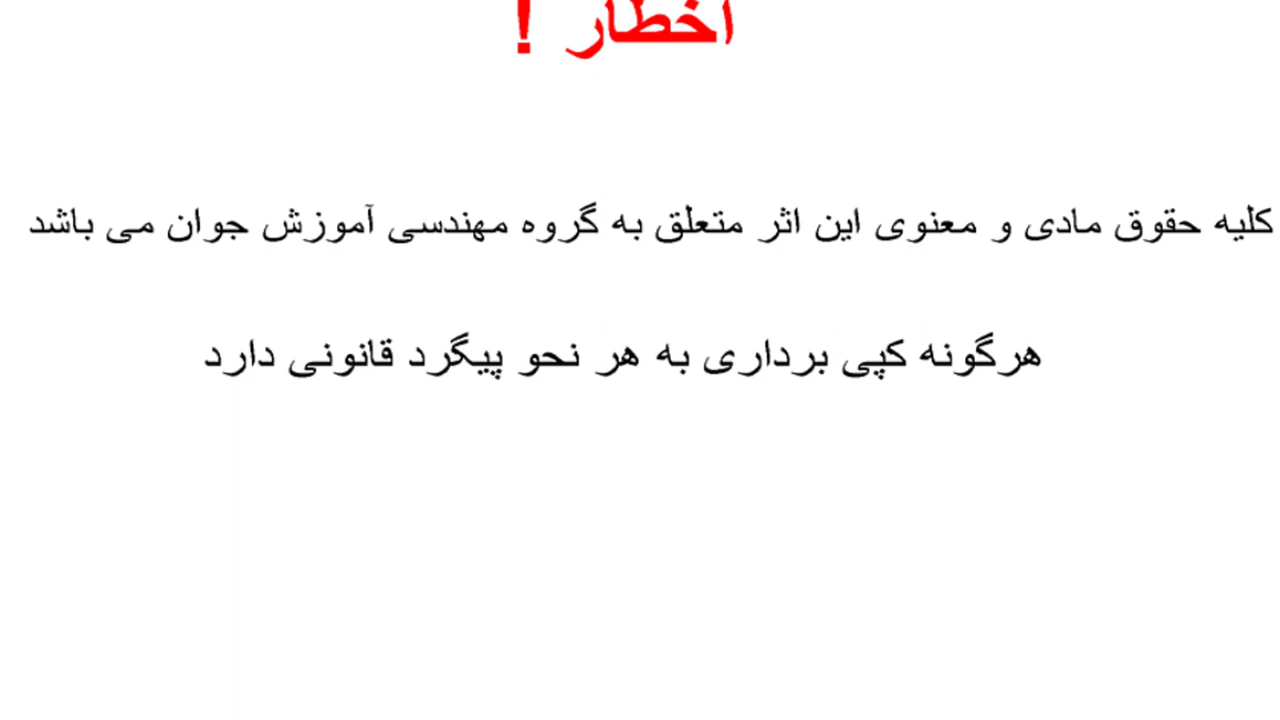 اخطار !
کلیه حقوق مادی و معنوی این اثر متعلق به گروه مهندسی آموزش جوان می باشد
هرگونه کپی برداری به هر نحو پیگرد قانونی دارد